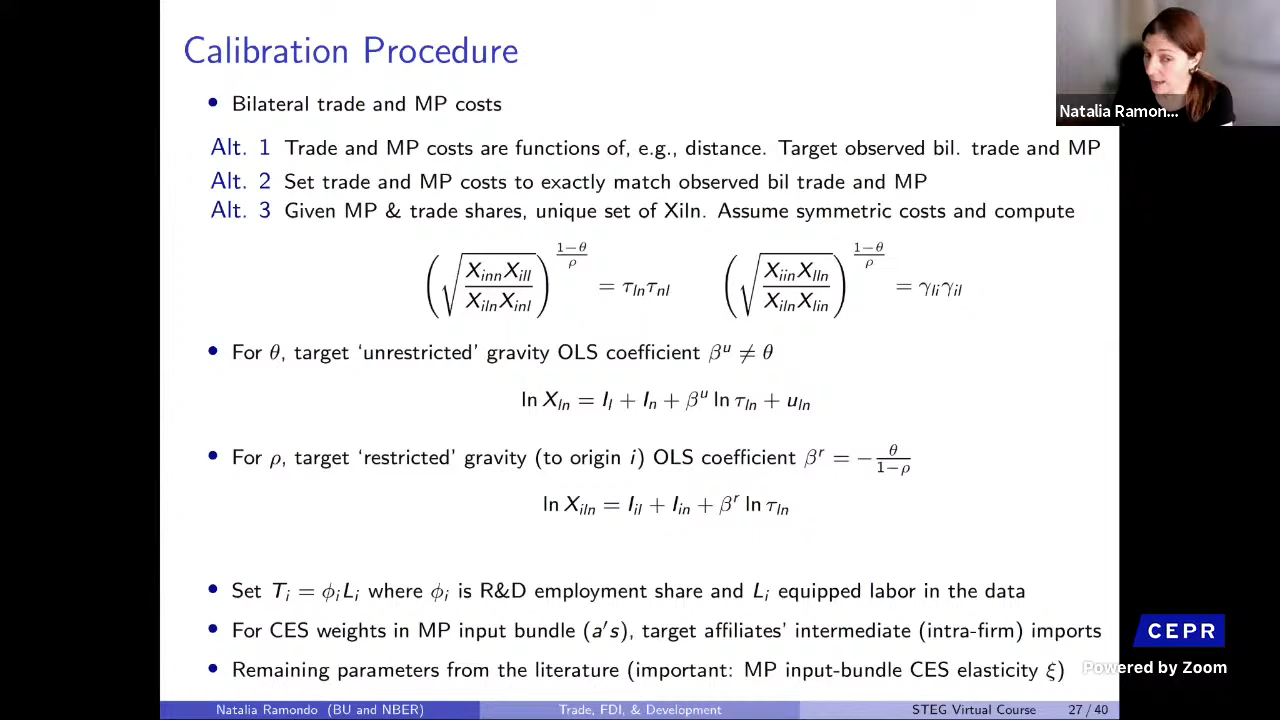 Calibration Procedure
Natalia Ramon...
• Bilateral trade and MP costs
Alt. 1 Trade and MP costs are functions of, e.g., distance. Target observed bil. trade and MP
Alt. 2 Set trade and MP costs to exactly match observed bil trade and MP
Alt. 3 Given MP & trade shares, unique set of Xiln. Assume symmetric costs and compute
(√(X_inn X_ill / X_iln X_inl))^((1−θ)/ρ) = τ_ln τ_nl    (√(X_iin X_lln / X_iln X_lin))^((1−θ)/ρ) = γ_li γ_il
• For θ, target ‘unrestricted’ gravity OLS coefficient β^u ≠ θ
ln X_ln = I_l + I_n + β^u ln τ_ln + u_ln
• For ρ, target ‘restricted’ gravity (to origin i) OLS coefficient β^r = −θ/(1−ρ)
ln X_iln = I_il + I_in + β^r ln τ_ln
• Set T_i = ϕ_i L_i where ϕ_i is R&D employment share and L_i equipped labor in the data
• For CES weights in MP input bundle (a′s), target affiliates’ intermediate (intra-firm) imports
• Remaining parameters from the literature (important: MP input-bundle CES elasticity ξ)
CEPR
Powered by Zoom
Natalia Ramondo (BU and NBER) Trade, FDI, & Development STEG Virtual Course 27 / 40